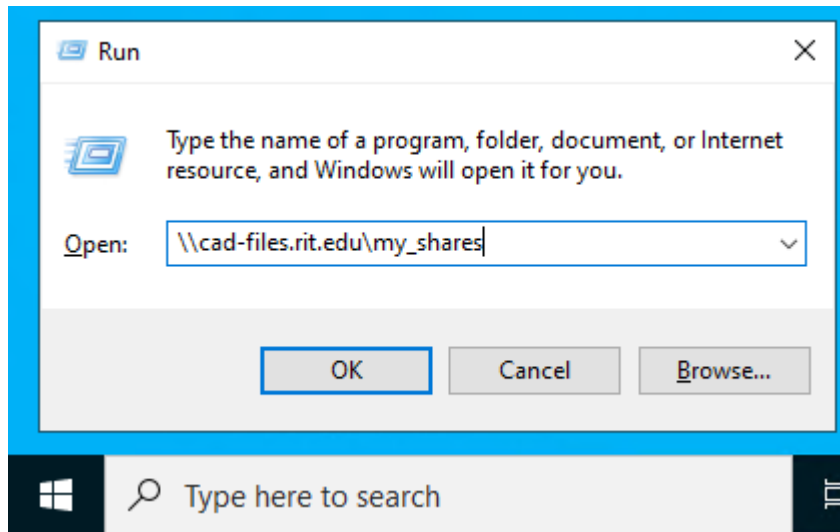 Run
Type the name of a program, folder, document, or Internet
resource, and Windows will open it for you.
Open: \\cad-files.rit.edu\my_shares
OK Cancel Browse...
Type here to search